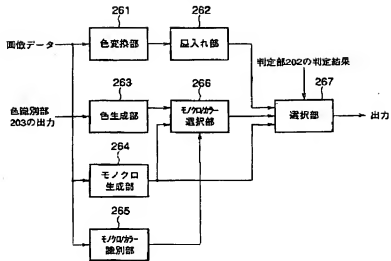 261
262
画像データ
色変換部
墨入れ部
判定部202の判定結果
263
266
267
色識別部
203の出力
色生成部
モノクロ/カラー
選択部
選択部
出力
264
モノクロ
生成部
265
モノクロ/カラー
識別部